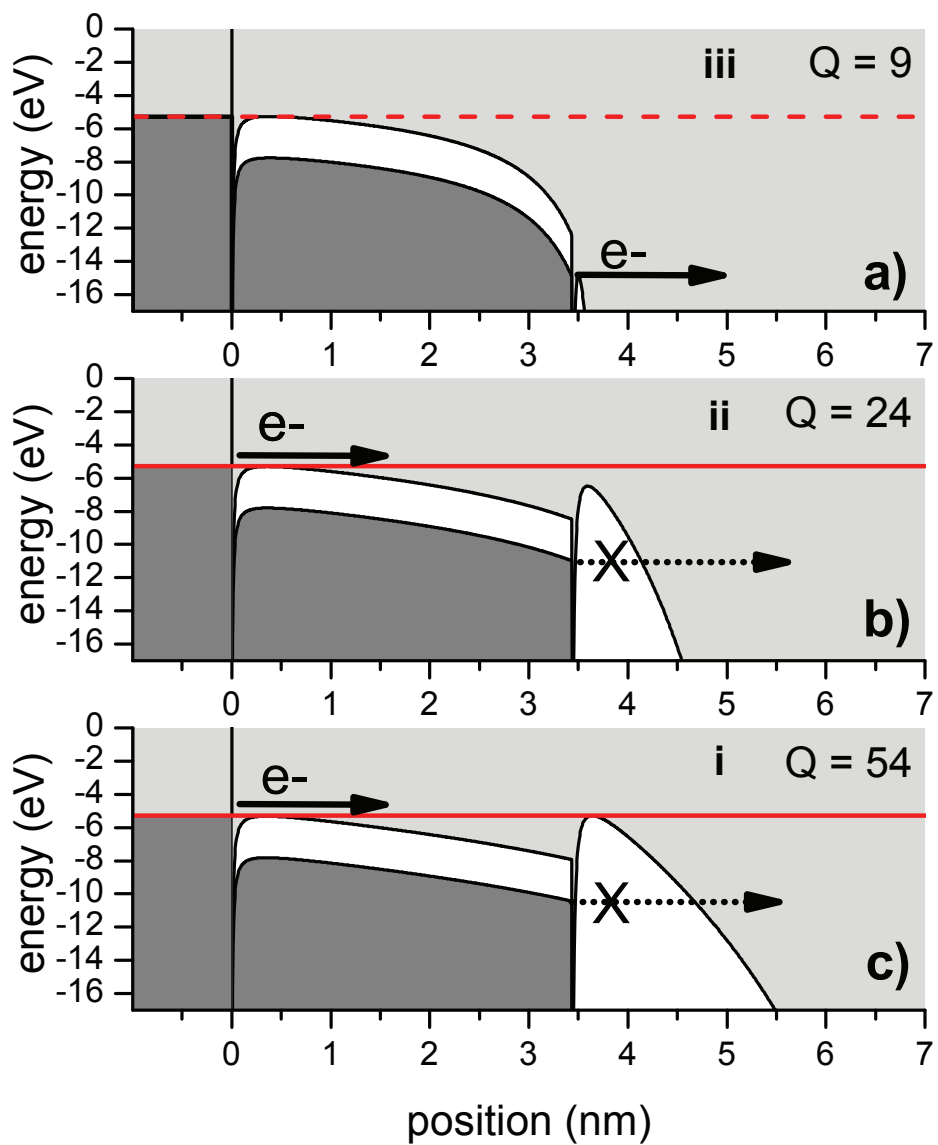 0
-2
-4
-6
-8
-10
-12
-14
-16
energy (eV)
iii Q = 9
e-
a)
0 1 2 3 4 5 6 7
0
-2
-4
-6
-8
-10
-12
-14
-16
energy (eV)
ii Q = 24
e-
X
b)
0 1 2 3 4 5 6 7
0
-2
-4
-6
-8
-10
-12
-14
-16
energy (eV)
i Q = 54
e-
X
c)
0 1 2 3 4 5 6 7
position (nm)